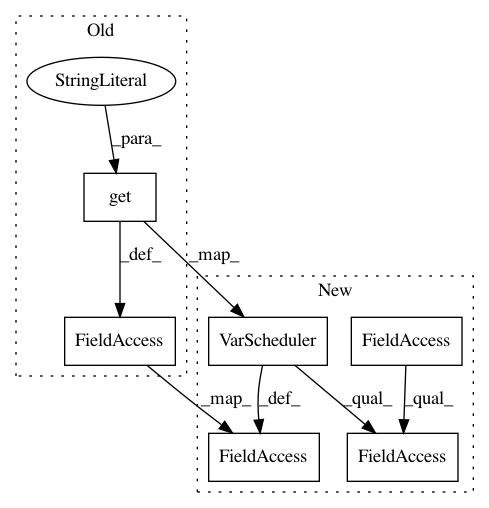 Old
StringLiteral
_para_
get
_def_
_map_
New
FieldAccess
VarScheduler
FieldAccess
_map_
_def_
_qual_
_qual_
FieldAccess
FieldAccess